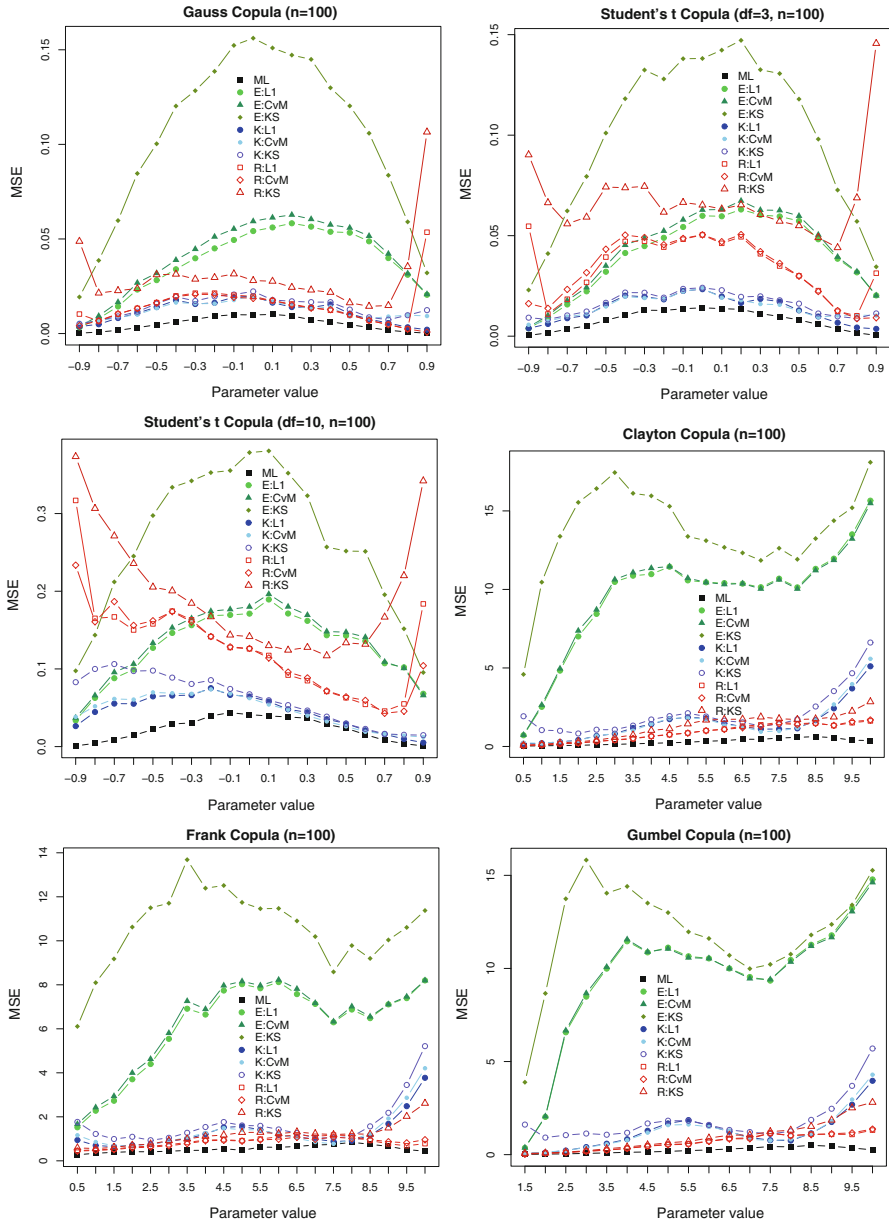 Gauss Copula (n=100)
MSE
0.15
0.10
0.05
0.00
ML
E:L1
E:CvM
E:KS
K:L1
K:CvM
K:KS
R:L1
R:CvM
R:KS
−0.9 −0.7 −0.5 −0.3 −0.1 0.1 0.3 0.5 0.7 0.9
Parameter value
Student's t Copula (df=3, n=100)
MSE
0.15
0.10
0.05
0.00
ML
E:L1
E:CvM
E:KS
K:L1
K:CvM
K:KS
R:L1
R:CvM
R:KS
−0.9 −0.7 −0.5 −0.3 −0.1 0.1 0.3 0.5 0.7 0.9
Parameter value
Student's t Copula (df=10, n=100)
MSE
0.3
0.2
0.1
0.0
ML
E:L1
E:CvM
E:KS
K:L1
K:CvM
K:KS
R:L1
R:CvM
R:KS
−0.9 −0.7 −0.5 −0.3 −0.1 0.1 0.3 0.5 0.7 0.9
Parameter value
Clayton Copula (n=100)
MSE
15
10
5
0
ML
E:L1
E:CvM
E:KS
K:L1
K:CvM
K:KS
R:L1
R:CvM
R:KS
0.5 1.5 2.5 3.5 4.5 5.5 6.5 7.5 8.5 9.5
Parameter value
Frank Copula (n=100)
MSE
14
12
10
8
6
4
2
0
ML
E:L1
E:CvM
E:KS
K:L1
K:CvM
K:KS
R:L1
R:CvM
R:KS
0.5 1.5 2.5 3.5 4.5 5.5 6.5 7.5 8.5 9.5
Parameter value
Gumbel Copula (n=100)
MSE
15
10
5
0
ML
E:L1
E:CvM
E:KS
K:L1
K:CvM
K:KS
R:L1
R:CvM
R:KS
1.5 2.5 3.5 4.5 5.5 6.5 7.5 8.5 9.5
Parameter value